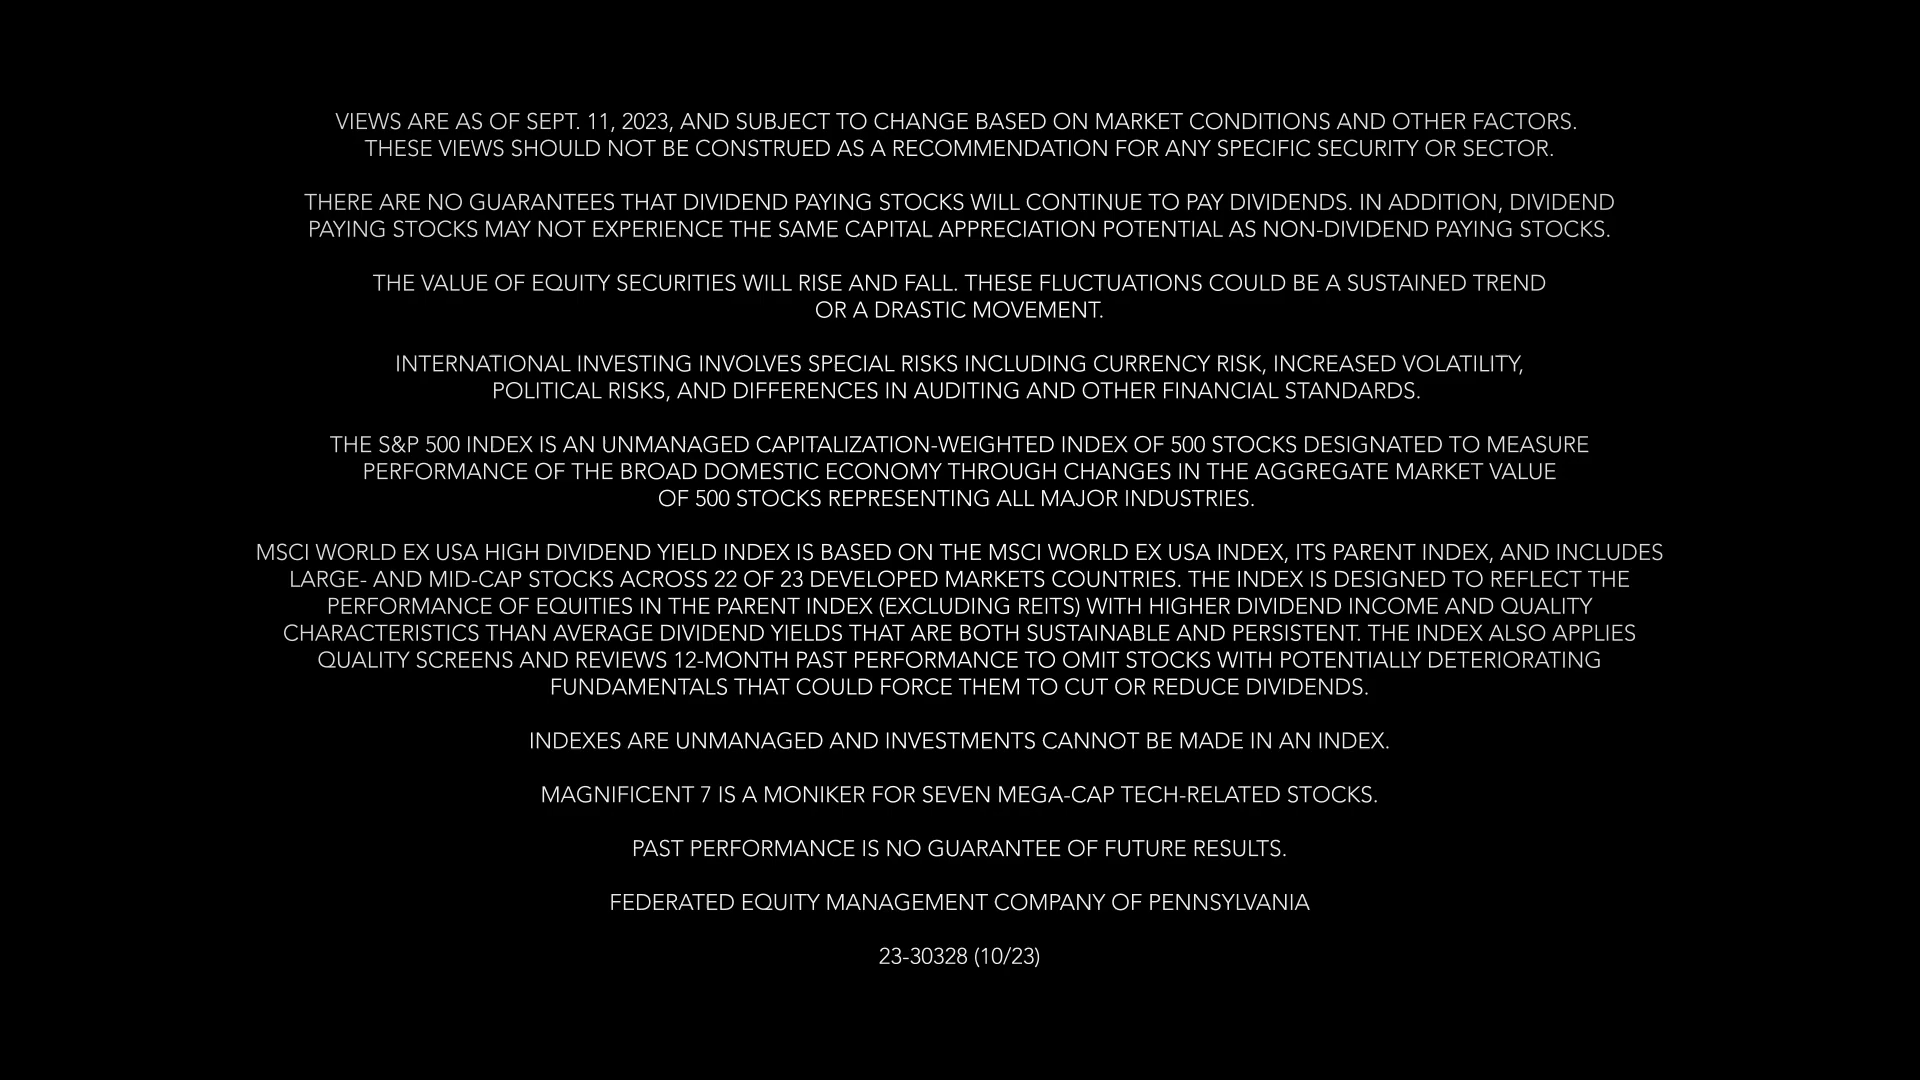 VIEWS ARE AS OF SEPT. 11, 2023, AND SUBJECT TO CHANGE BASED ON MARKET CONDITIONS AND OTHER FACTORS.
THESE VIEWS SHOULD NOT BE CONSTRUED AS A RECOMMENDATION FOR ANY SPECIFIC SECURITY OR SECTOR.
THERE ARE NO GUARANTEES THAT DIVIDEND PAYING STOCKS WILL CONTINUE TO PAY DIVIDENDS. IN ADDITION, DIVIDEND
PAYING STOCKS MAY NOT EXPERIENCE THE SAME CAPITAL APPRECIATION POTENTIAL AS NON-DIVIDEND PAYING STOCKS.
THE VALUE OF EQUITY SECURITIES WILL RISE AND FALL. THESE FLUCTUATIONS COULD BE A SUSTAINED TREND
OR A DRASTIC MOVEMENT.
INTERNATIONAL INVESTING INVOLVES SPECIAL RISKS INCLUDING CURRENCY RISK, INCREASED VOLATILITY,
POLITICAL RISKS, AND DIFFERENCES IN AUDITING AND OTHER FINANCIAL STANDARDS.
THE S&P 500 INDEX IS AN UNMANAGED CAPITALIZATION-WEIGHTED INDEX OF 500 STOCKS DESIGNATED TO MEASURE
PERFORMANCE OF THE BROAD DOMESTIC ECONOMY THROUGH CHANGES IN THE AGGREGATE MARKET VALUE
OF 500 STOCKS REPRESENTING ALL MAJOR INDUSTRIES.
MSCI WORLD EX USA HIGH DIVIDEND YIELD INDEX IS BASED ON THE MSCI WORLD EX USA INDEX, ITS PARENT INDEX, AND INCLUDES
LARGE- AND MID-CAP STOCKS ACROSS 22 OF 23 DEVELOPED MARKETS COUNTRIES. THE INDEX IS DESIGNED TO REFLECT THE
PERFORMANCE OF EQUITIES IN THE PARENT INDEX (EXCLUDING REITS) WITH HIGHER DIVIDEND INCOME AND QUALITY
CHARACTERISTICS THAN AVERAGE DIVIDEND YIELDS THAT ARE BOTH SUSTAINABLE AND PERSISTENT. THE INDEX ALSO APPLIES
QUALITY SCREENS AND REVIEWS 12-MONTH PAST PERFORMANCE TO OMIT STOCKS WITH POTENTIALLY DETERIORATING
FUNDAMENTALS THAT COULD FORCE THEM TO CUT OR REDUCE DIVIDENDS.
INDEXES ARE UNMANAGED AND INVESTMENTS CANNOT BE MADE IN AN INDEX.
MAGNIFICENT 7 IS A MONIKER FOR SEVEN MEGA-CAP TECH-RELATED STOCKS.
PAST PERFORMANCE IS NO GUARANTEE OF FUTURE RESULTS.
FEDERATED EQUITY MANAGEMENT COMPANY OF PENNSYLVANIA
23-30328 (10/23)